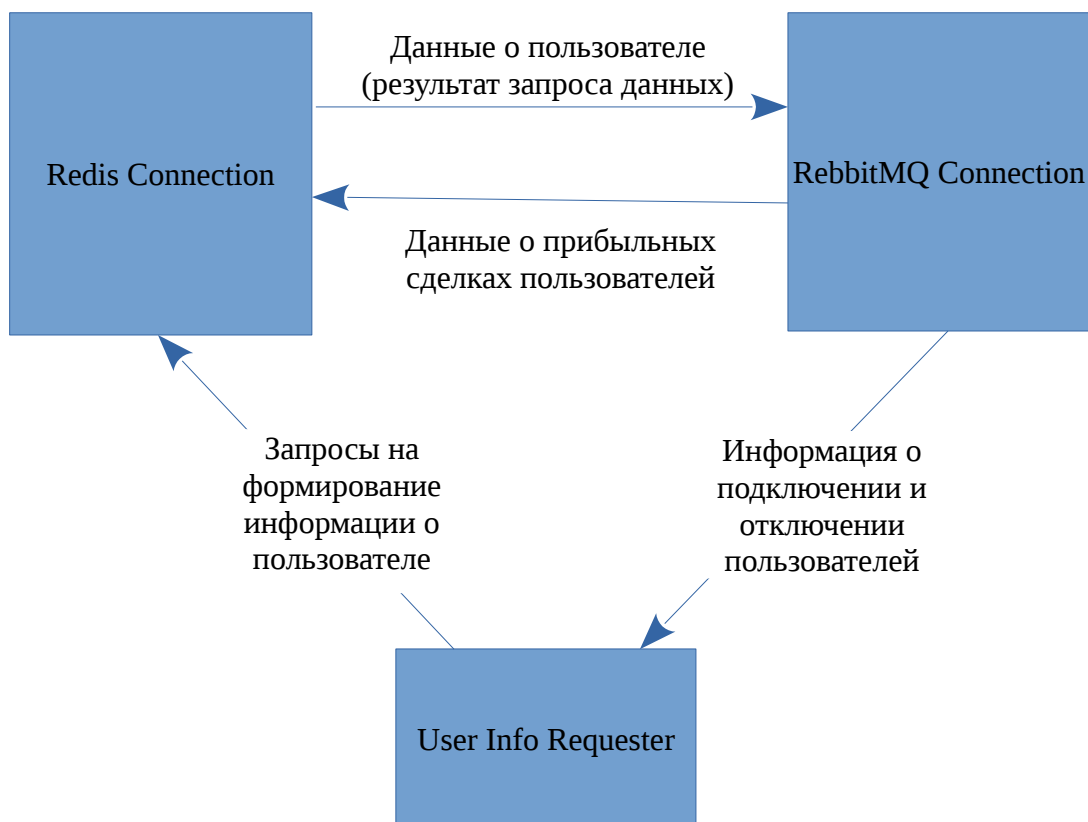 Данные о пользователе
(результат запроса данных)
Redis Connection
RebbitMQ Connection
Данные о прибыльных
сделках пользователей
Запросы на
формирование
информации о
пользователе
Информация о
подключении и
отключении
пользователей
User Info Requester